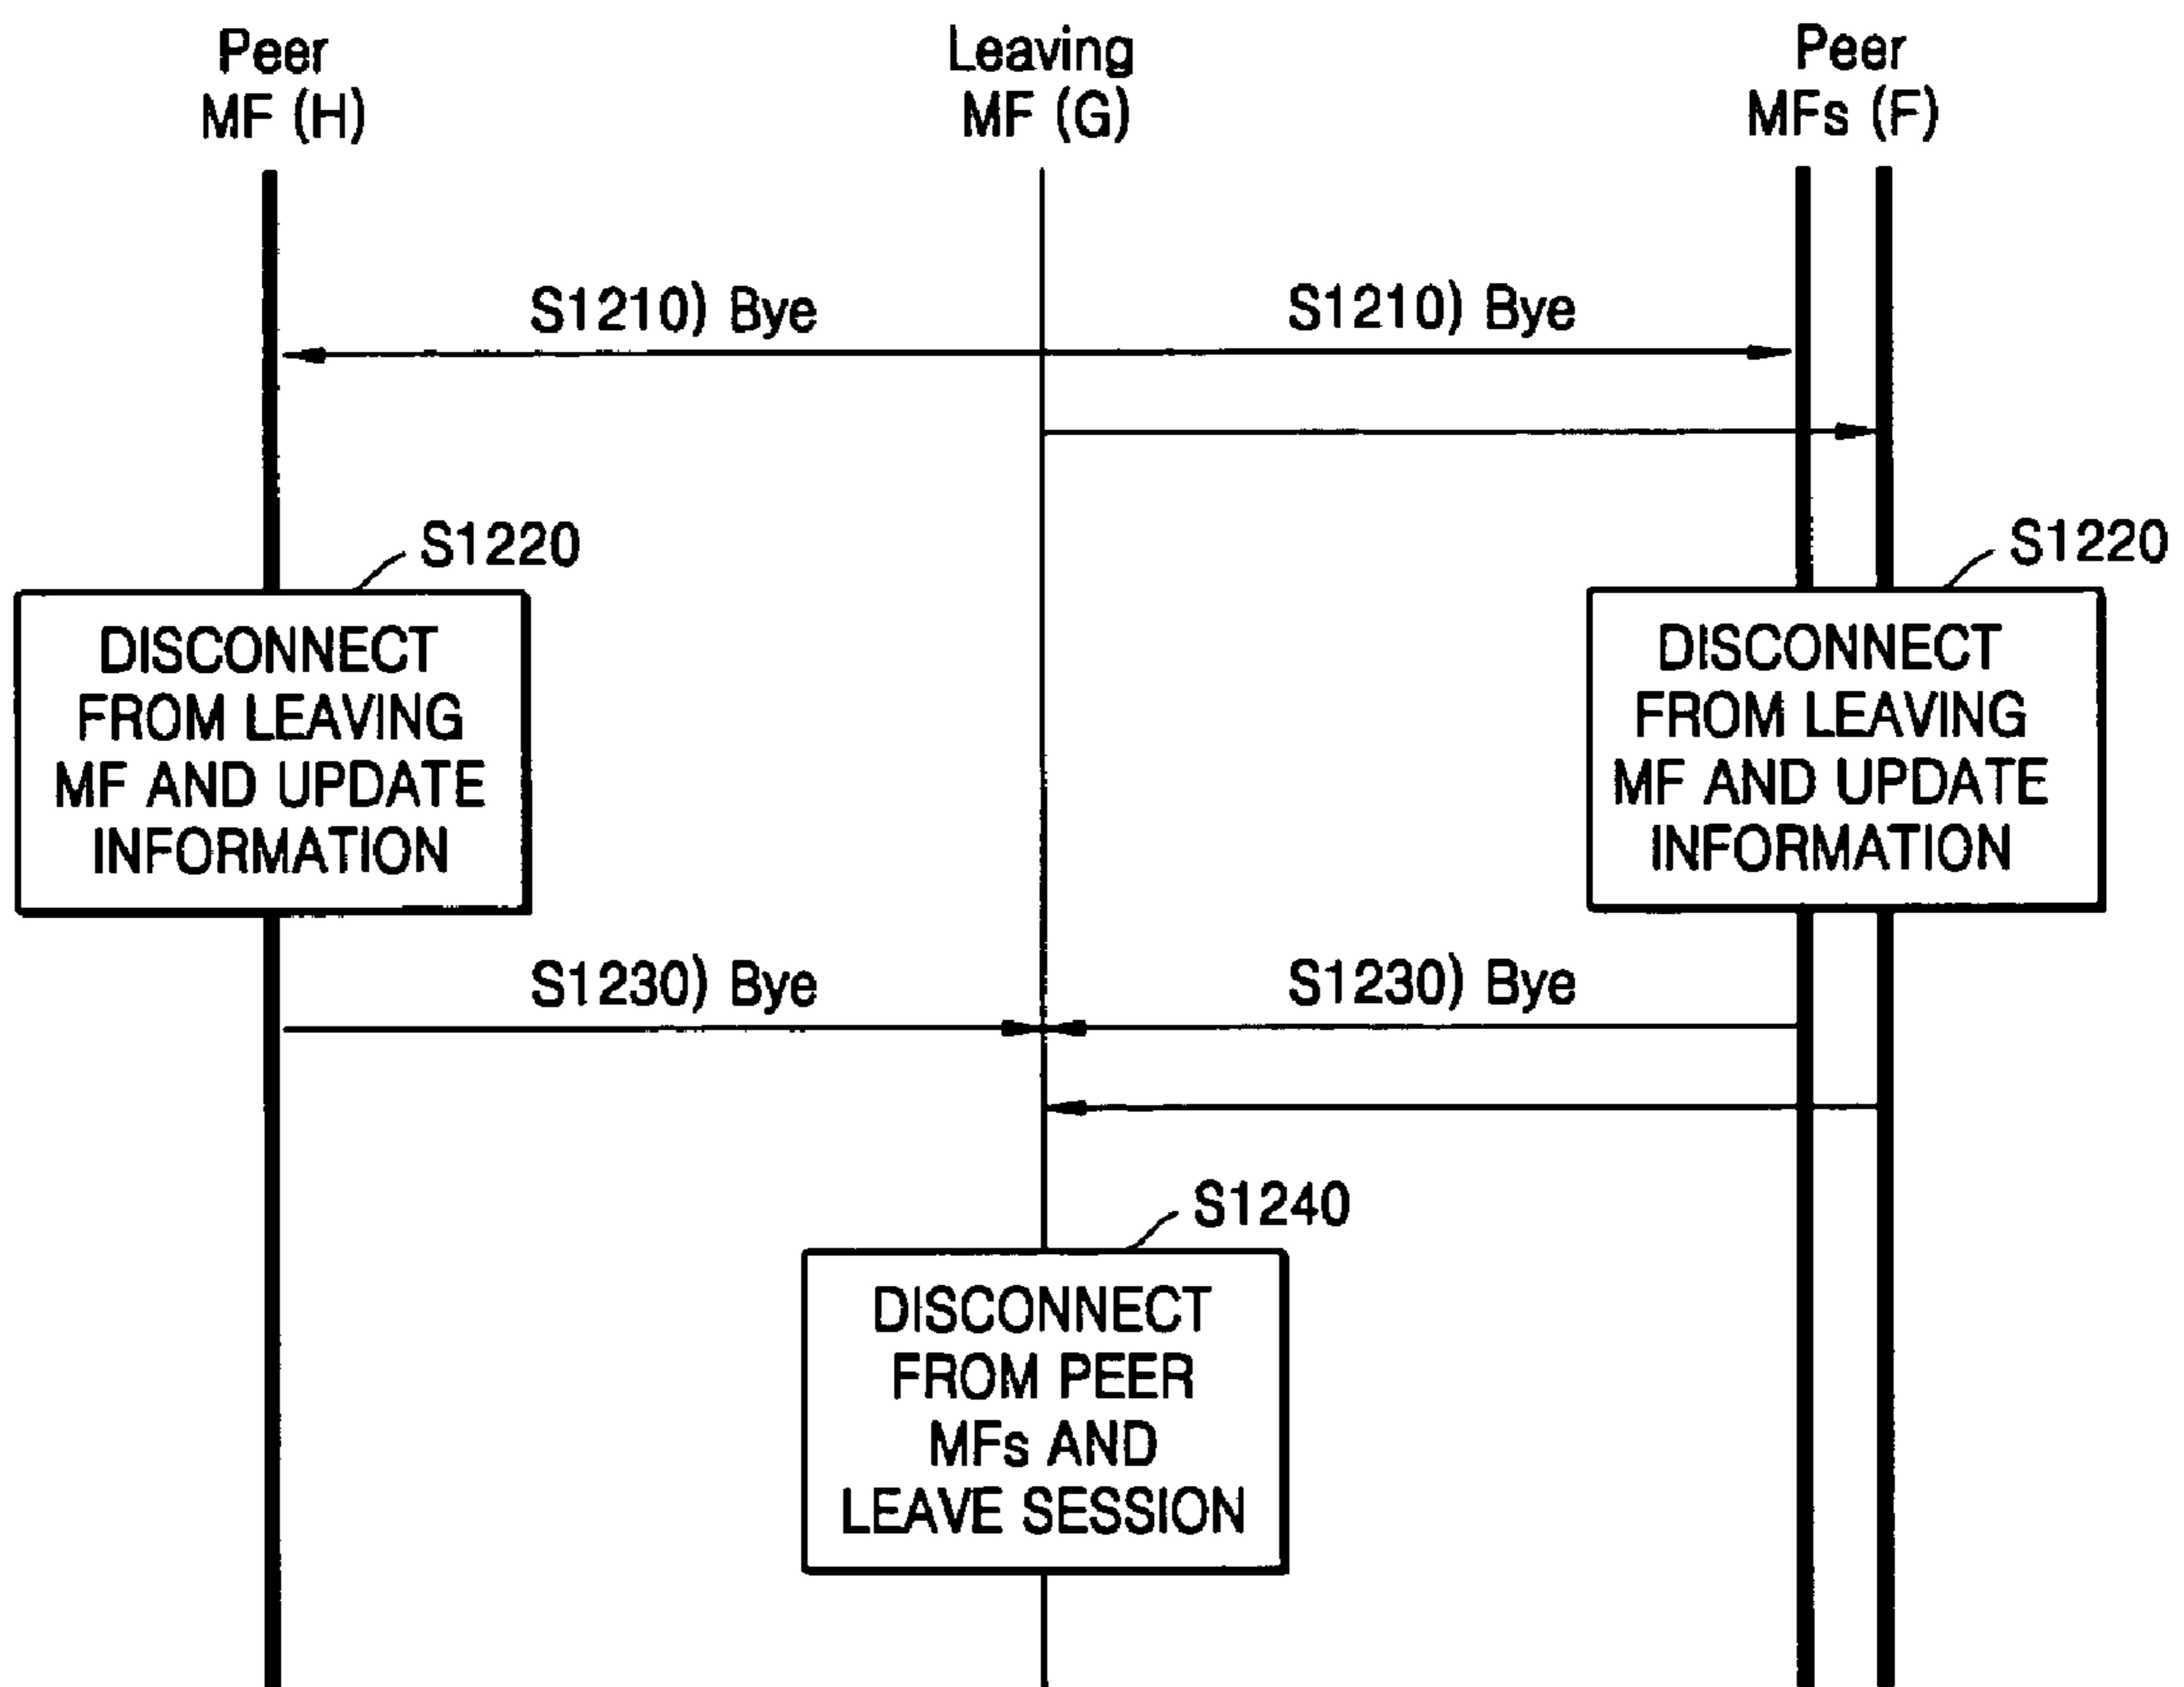 Peer
MF (H)
Leaving
MF (G)
Peer
MFs (F)
S1210) Bye
S1210) Bye
S1220
S1220
DISCONNECT
FROM LEAVING
MF AND UPDATE
INFORMATION
DISCONNECT
FROM LEAVING
MF AND UPDATE
INFORMATION
S1230) Bye
S1230) Bye
S1240
DISCONNECT
FROM PEER
MFs AND
LEAVE SESSION